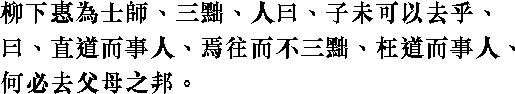 柳下惠為士師、三黜、人曰、子未可以去乎、
曰、直道而事人、焉往而不三黜、枉道而事人、
何必去父母之邦。